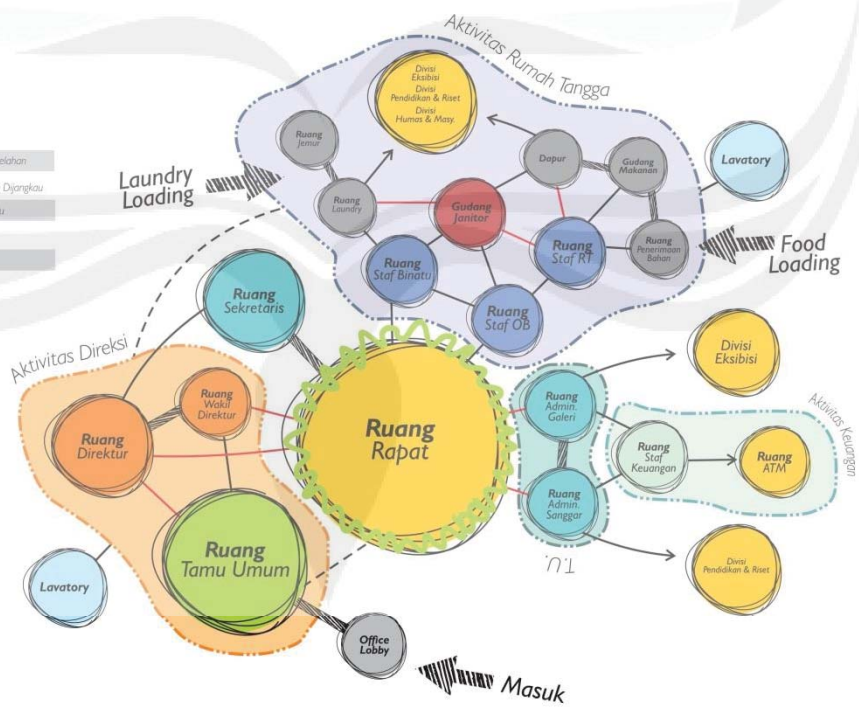 Aktivitas Rumah Tangga
Divisi
Eksibisi
Divisi
Pendidikan & Riset
Divisi
Humas & Masy.
Ruang
Jemur
Dapur
Gudang
Makanan
Lavatory
elahan
Dijangkau
Laundry
Loading
Ruang
Laundry
Gudang
Janitor
Ruang
Staf Binatu
Ruang
Staf RT
Ruang
Penerimaan
Bahan
Food
Loading
Ruang
Sekretaris
Ruang
Staf OB
Aktivitas Direksi
Divisi
Eksibisi
Ruang
Wakil
Direktur
Ruang
Direktur
Ruang
Rapat
Ruang
Admin.
Galeri
Aktivitas Keuangan
Ruang
Staf
Keuangan
Ruang
ATM
Ruang
Admin.
Sanggar
T.U.
Ruang
Tamu Umum
Divisi
Pendidikan & Riset
Lavatory
Office
Lobby
Masuk